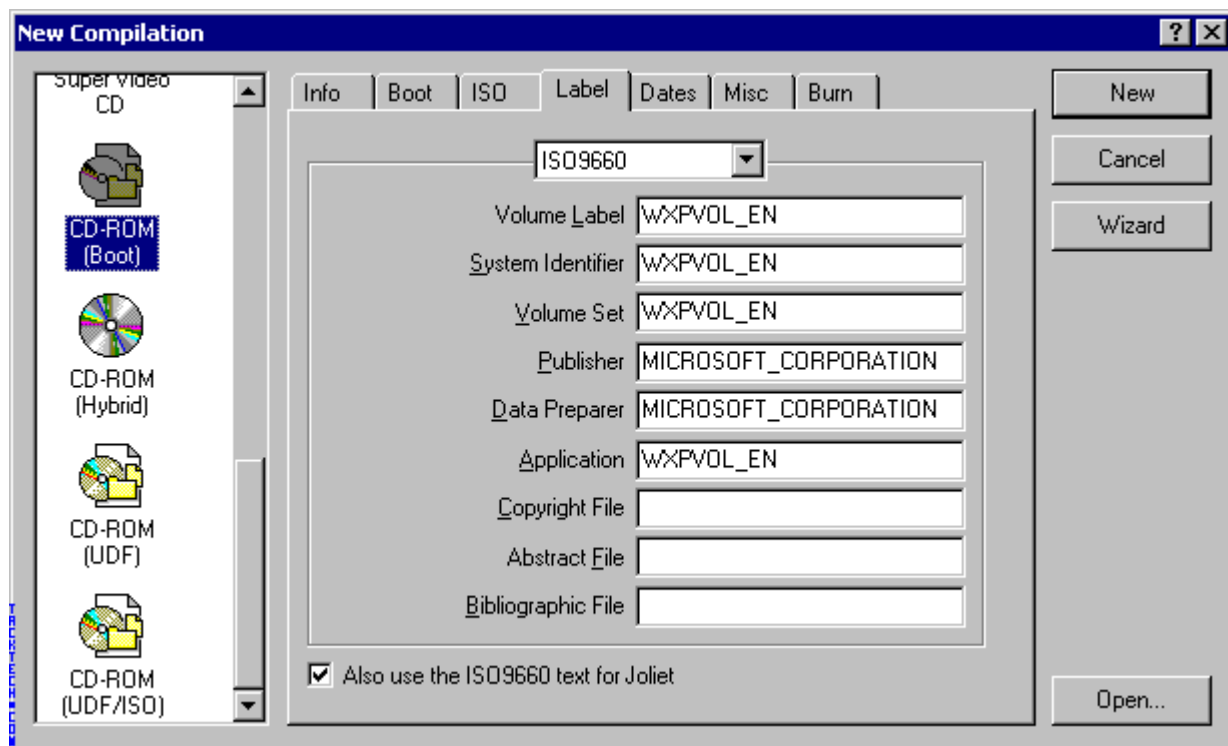 New Compilation
Super Video
CD
CD-ROM
(Boot)
CD-ROM
(Hybrid)
CD-ROM
(UDF)
CD-ROM
(UDF/ISO)
Info Boot ISO Label Dates Misc Burn
ISO9660
Volume Label WXPVOL_EN
System Identifier WXPVOL_EN
Volume Set WXPVOL_EN
Publisher MICROSOFT_CORPORATION
Data Preparer MICROSOFT_CORPORATION
Application WXPVOL_EN
Copyright File
Abstract File
Bibliographic File
Also use the ISO9660 text for Joliet
New
Cancel
Wizard
Open...